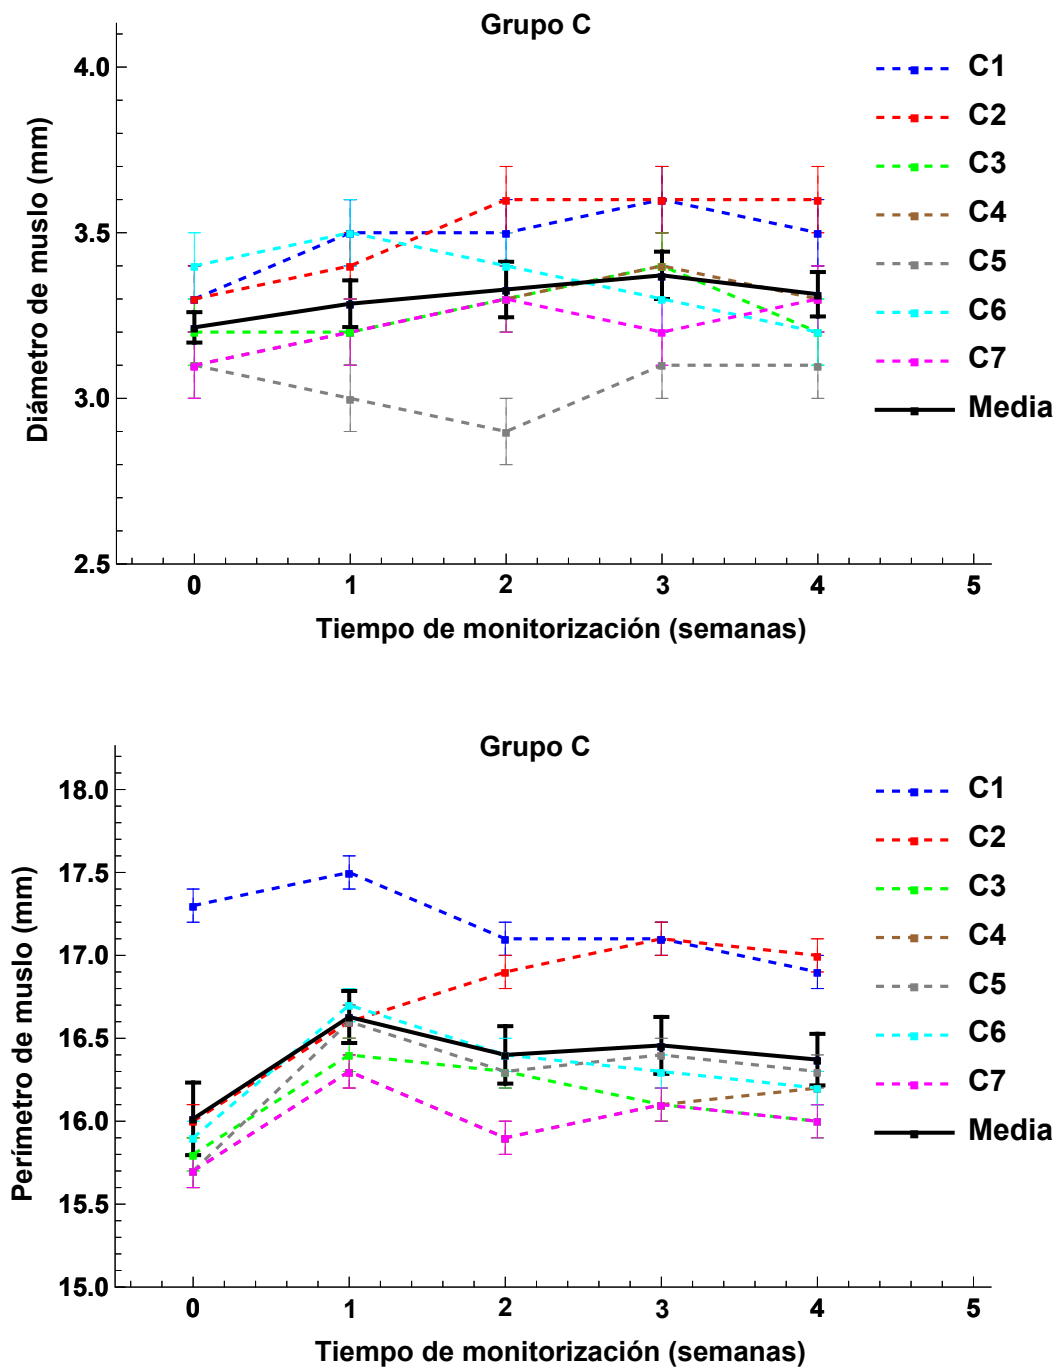 Grupo C
4.0
3.5
3.0
2.5
Diámetro de muslo (mm)
0 1 2 3 4 5
Tiempo de monitorización (semanas)
C1
C2
C3
C4
C5
C6
C7
Media
Grupo C
18.0
17.5
17.0
16.5
16.0
15.5
15.0
Perímetro de muslo (mm)
0 1 2 3 4 5
Tiempo de monitorización (semanas)
C1
C2
C3
C4
C5
C6
C7
Media